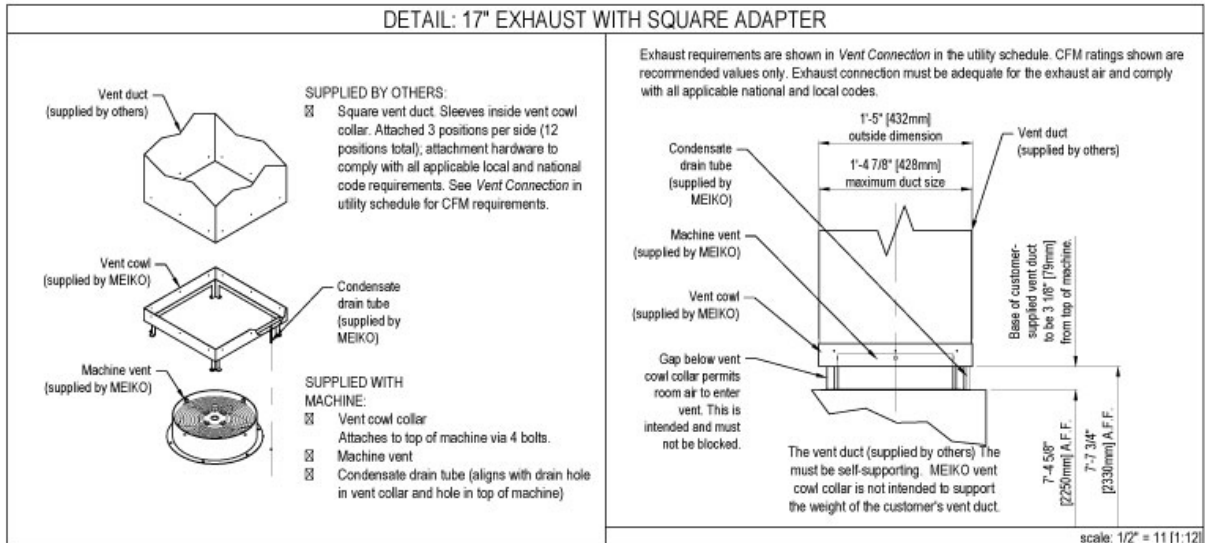 DETAIL: 17" EXHAUST WITH SQUARE ADAPTER
Vent duct
(supplied by others)
SUPPLIED BY OTHERS:
☒ Square vent duct. Sleeves inside vent cowl
collar. Attached 3 positions per side (12
positions total); attachment hardware to
comply with all applicable local and national
code requirements. See Vent Connection in
utility schedule for CFM requirements.
Vent cowl
(supplied by MEIKO)
Condensate
drain tube
(supplied by
MEIKO)
Machine vent
(supplied by MEIKO)
SUPPLIED WITH
MACHINE:
☒ Vent cowl collar
Attaches to top of machine via 4 bolts.
☒ Machine vent
☒ Condensate drain tube (aligns with drain hole
in vent collar and hole in top of machine)
Exhaust requirements are shown in Vent Connection in the utility schedule. CFM ratings shown are
recommended values only. Exhaust connection must be adequate for the exhaust air and comply
with all applicable national and local codes.
1'-5" [432mm]
outside dimension
1'-4 7/8" [428mm]
maximum duct size
Vent duct
(supplied by others)
Condensate
drain tube
(supplied by
MEIKO)
Machine vent
(supplied by MEIKO)
Vent cowl
(supplied by MEIKO)
Gap below vent
cowl collar permits
room air to enter
vent. This is
intended and must
not be blocked.
Base of customer-
supplied vent duct
to be 3 1/8" [79mm]
from top of machine.
7'-4 5/8"
[2250mm] A.F.F.
7'-7 3/4"
[2330mm] A.F.F.
The vent duct (supplied by others) The
must be self-supporting. MEIKO vent
cowl collar is not intended to support
the weight of the customer's vent duct.
scale: 1/2" = 11 [1:12]